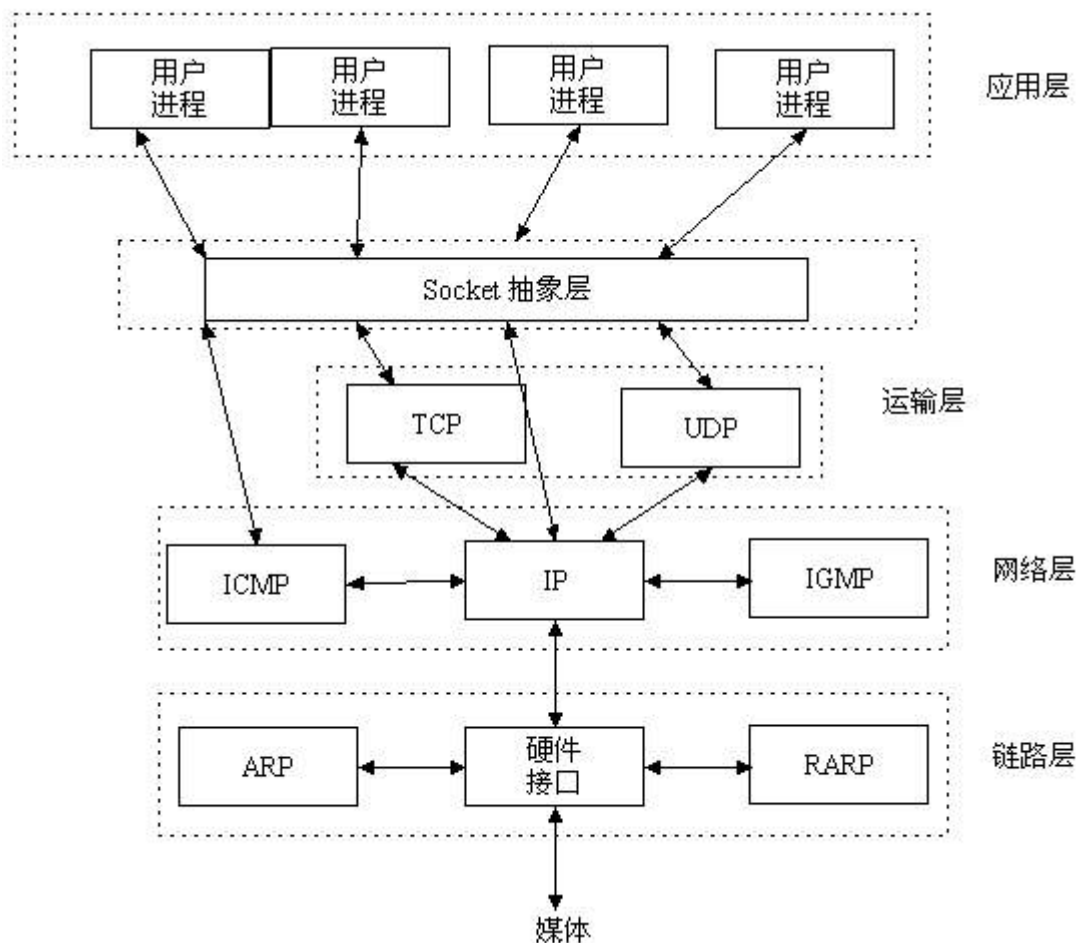 用户
进程
用户
进程
用户
进程
用户
进程
应用层
Socket 抽象层
运输层
TCP
UDP
ICMP
IP
IGMP
网络层
ARP
硬件
接口
RARP
链路层
媒体